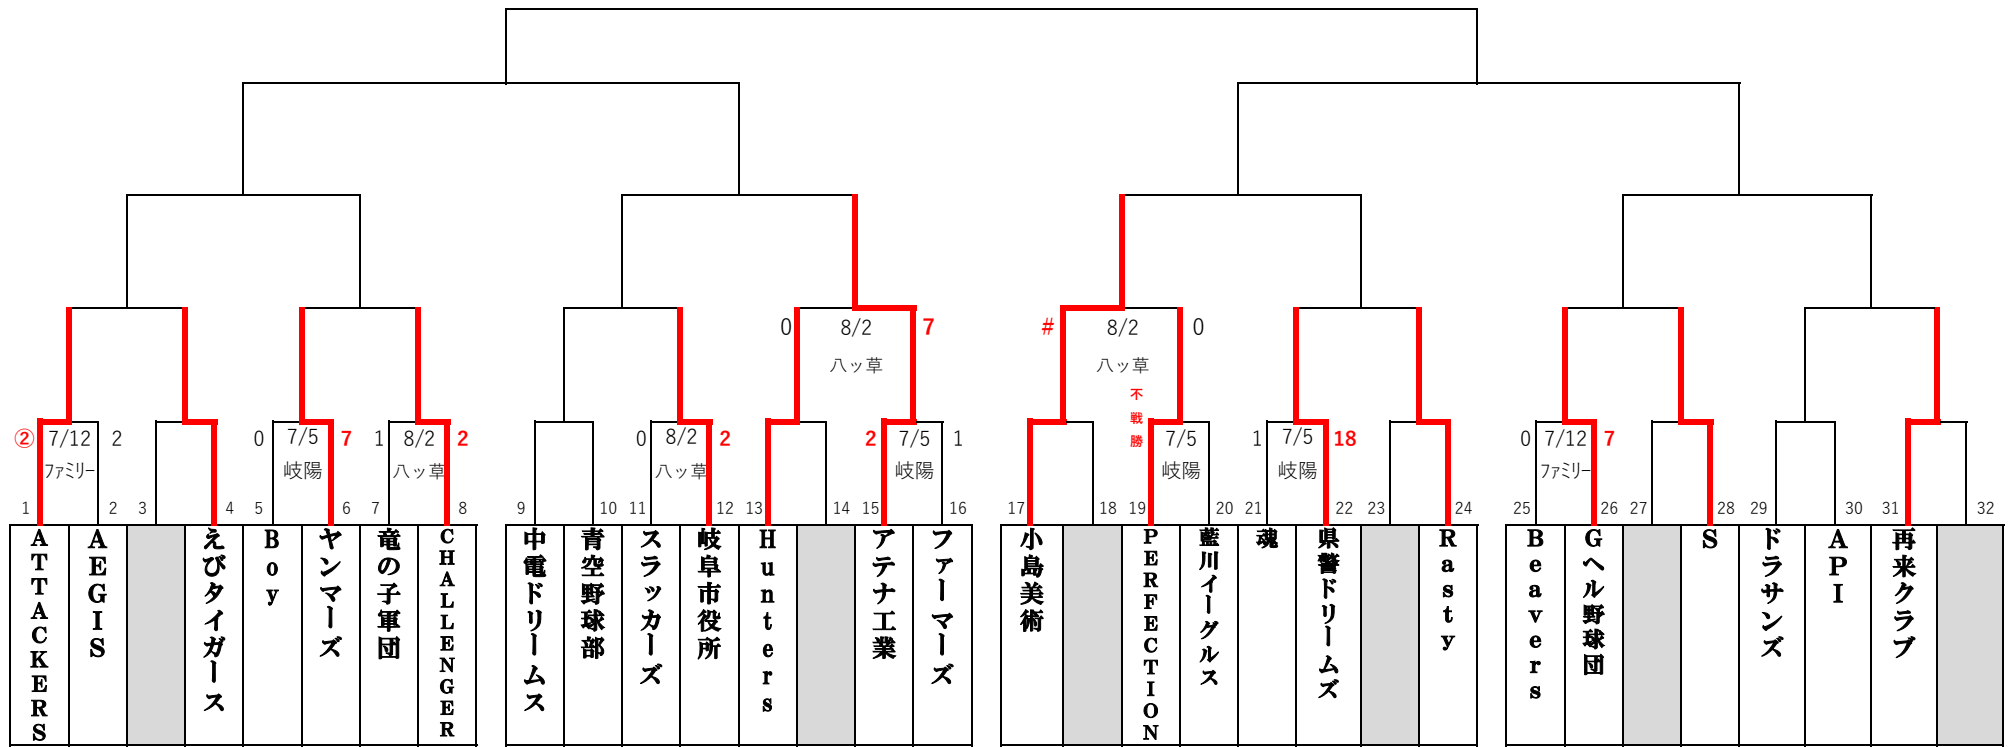 0 8/2 7
八ッ草
# 8/2 0
八ッ草
不戦勝
② 7/12 2
ファミリー
0 7/5 7
岐陽
1 8/2 2
八ッ草
0 8/2 2
八ッ草
2 7/5 1
岐陽
7/5
岐陽
1 7/5 18
岐陽
0 7/12 7
ファミリー
1 2 3 4 5 6 7 8 9 10 11 12 13 14 15 16 17 18 19 20 21 22 23 24 25 26 27 28 29 30 31 32
ATTACKERS
AEGIS
えびタイガース
Boy
ヤンマーズ
竜の子軍団
CHALLENGER
中電ドリームス
青空野球部
スラッカーズ
岐阜市役所
Hunters
アテナ工業
ファーマーズ
小島美術
PERFECTION
藍川イーグルス
魂
県警ドリームズ
Rasty
Beavers
Gヘル野球団
S
ドラサンズ
API
再来クラブ